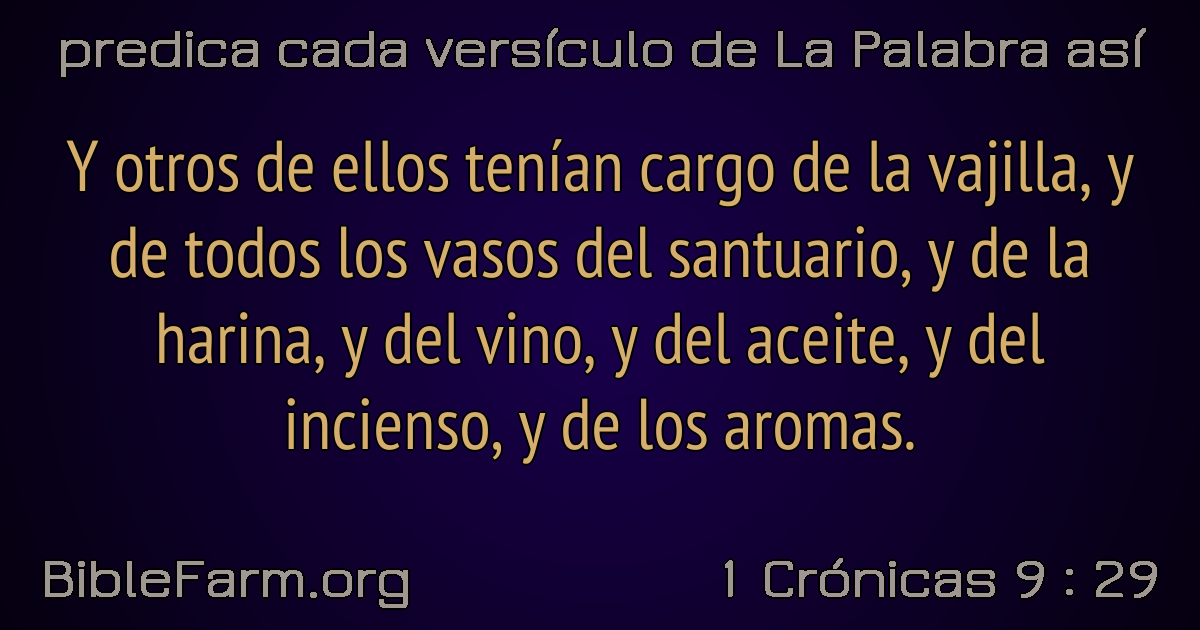 predica cada versículo de La Palabra así
Y otros de ellos tenían cargo de la vajilla, y
de todos los vasos del santuario, y de la
harina, y del vino, y del aceite, y del
incienso, y de los aromas.
BibleFarm.org
1 Crónicas 9 : 29